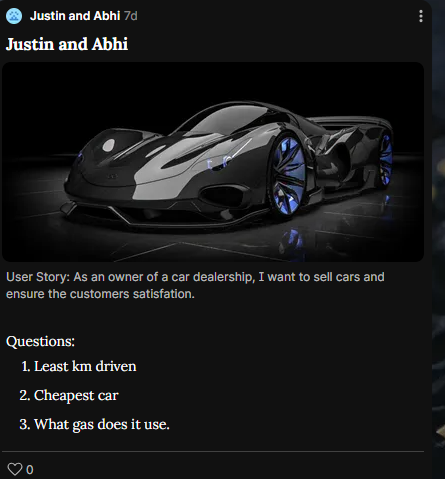 Justin and Abhi 7d
Justin and Abhi
User Story: As an owner of a car dealership, I want to sell cars and
ensure the customers satisfation.
Questions:
1. Least km driven
2. Cheapest car
3. What gas does it use.
0